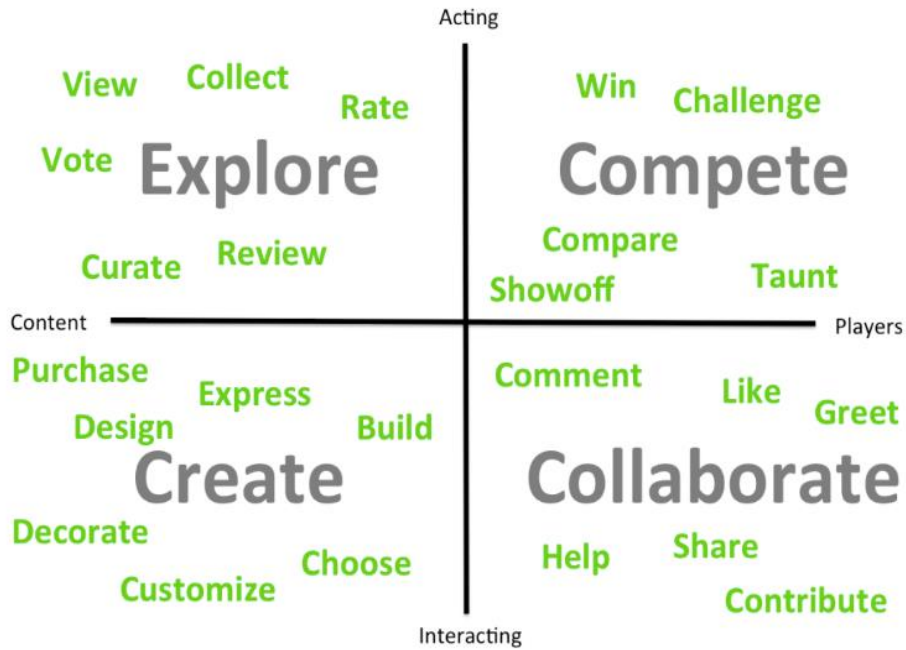 Acting
View
Collect
Rate
Vote
Explore
Curate
Review
Win
Challenge
Compete
Compare
Showoff
Taunt
Content
Players
Purchase
Express
Design
Build
Create
Decorate
Customize
Choose
Comment
Like
Greet
Collaborate
Help
Share
Contribute
Interacting